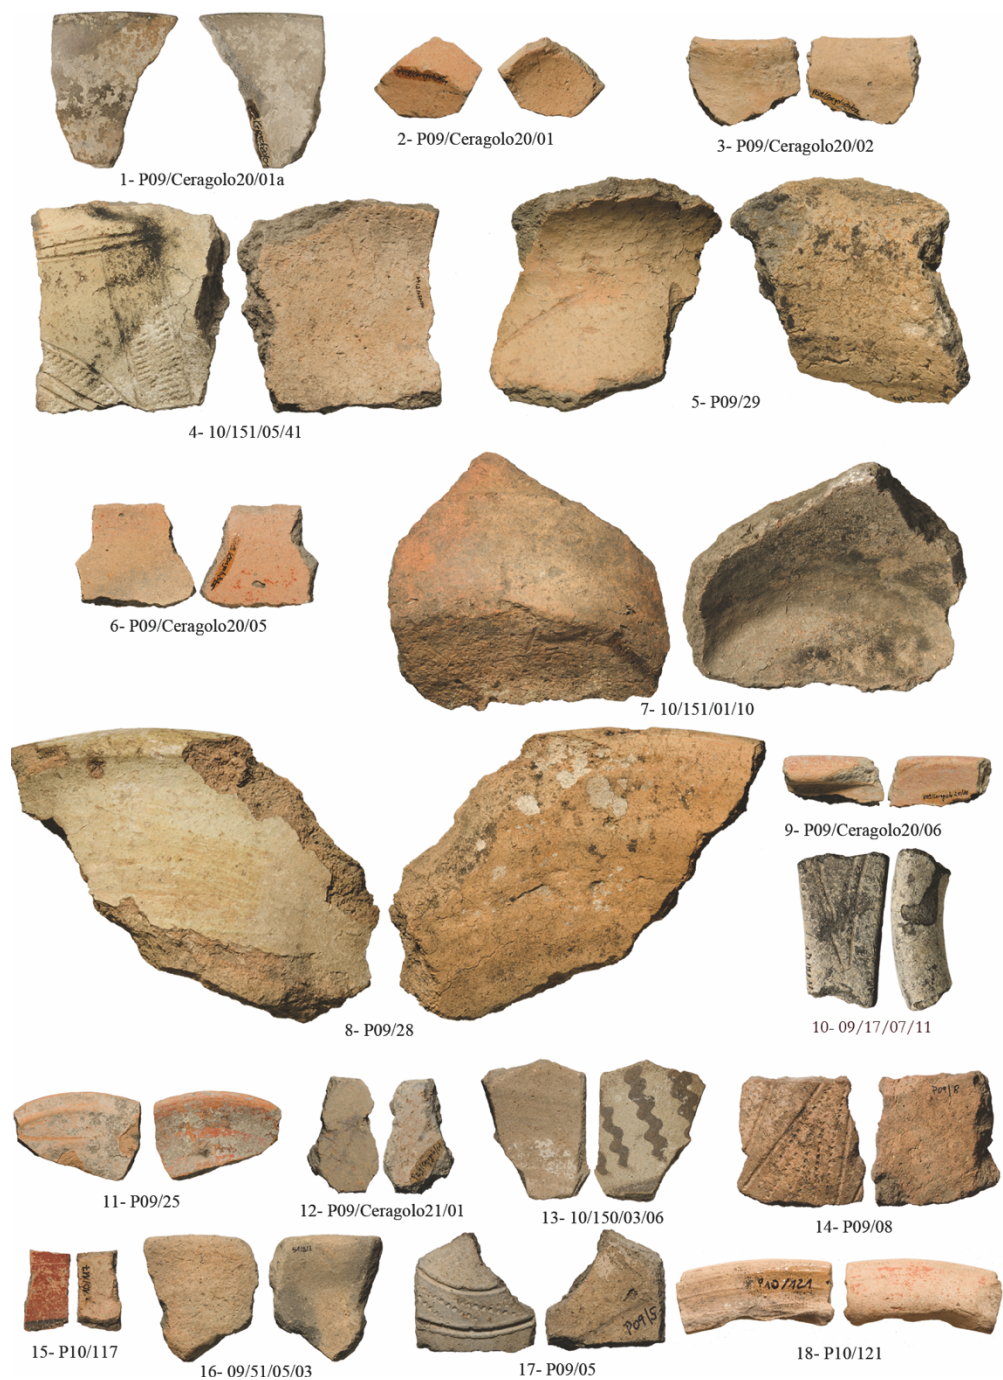 1- P09/Ceragolo20/01a
2- P09/Ceragolo20/01
3- P09/Ceragolo20/02
4- 10/151/05/41
5- P09/29
6- P09/Ceragolo20/05
7- 10/151/01/10
8- P09/28
9- P09/Ceragolo20/06
10- 09/17/07/11
11- P09/25
12- P09/Ceragolo21/01
13- 10/150/03/06
P09/8
14- P09/08
10/117
15- P10/117
16- 09/51/05/03
P09/5
17- P09/05
P10/121
18- P10/121